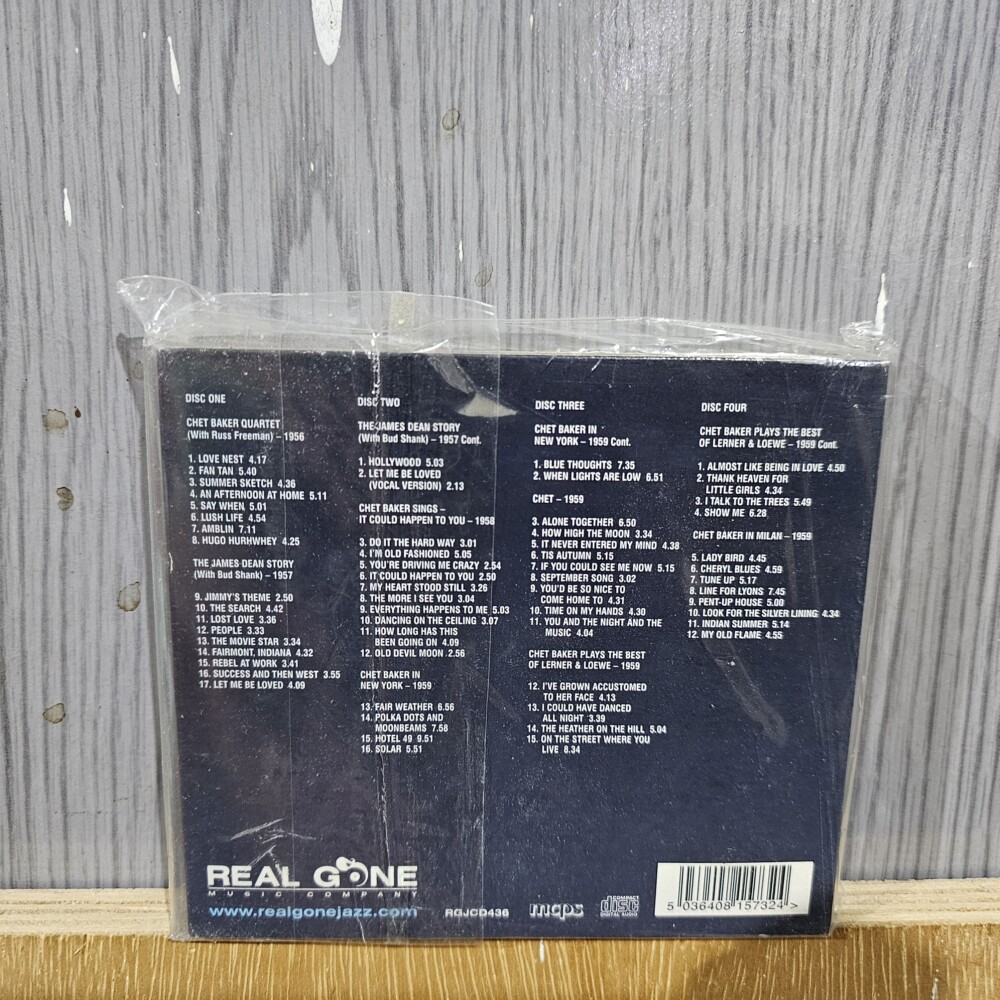 DISC ONE
CHET BAKER QUARTET
(With Russ Freeman) – 1956
1. LOVE NEST 4.17
2. FAN TAN 5.40
3. SUMMER SKETCH 4.36
4. AN AFTERNOON AT HOME 5.11
5. SAY WHEN 5.01
6. LUSH LIFE 4.54
7. AMBLIN 7.11
8. HUGO HURHWHEY 4.25
THE JAMES DEAN STORY
(With Bud Shank) – 1957
9. JIMMY'S THEME 2.50
10. THE SEARCH 4.42
11. LOST LOVE 3.36
12. PEOPLE 3.33
13. THE MOVIE STAR 3.34
14. FAIRMONT, INDIANA 4.32
15. REBEL AT WORK 3.41
16. SUCCESS AND THEN WEST 3.55
17. LET ME BE LOVED 4.09
DISC TWO
THE JAMES DEAN STORY
(With Bud Shank) – 1957 Cont.
1. HOLLYWOOD 5.03
2. LET ME BE LOVED
(VOCAL VERSION) 2.13
CHET BAKER SINGS –
IT COULD HAPPEN TO YOU – 1958
3. DO IT THE HARD WAY 3.01
4. I'M OLD FASHIONED 5.05
5. YOU'RE DRIVING ME CRAZY 2.54
6. IT COULD HAPPEN TO YOU 2.50
7. MY HEART STOOD STILL 3.26
8. THE MORE I SEE YOU 3.04
9. EVERYTHING HAPPENS TO ME 5.03
10. DANCING ON THE CEILING 3.07
11. HOW LONG HAS THIS
BEEN GOING ON 4.09
12. OLD DEVIL MOON 2.56
CHET BAKER IN
NEW YORK – 1959
13. FAIR WEATHER 6.56
14. POLKA DOTS AND
MOONBEAMS 7.58
15. HOTEL 49 9.51
16. SOLAR 5.51
DISC THREE
CHET BAKER IN
NEW YORK – 1959 Cont.
1. BLUE THOUGHTS 7.35
2. WHEN LIGHTS ARE LOW 6.51
CHET – 1959
3. ALONE TOGETHER 6.50
4. HOW HIGH THE MOON 3.34
5. IT NEVER ENTERED MY MIND 4.38
6. TIS AUTUMN 5.15
7. IF YOU COULD SEE ME NOW 5.15
8. SEPTEMBER SONG 3.02
9. YOU'D BE SO NICE TO
COME HOME TO 4.31
10. TIME ON MY HANDS 4.30
11. YOU AND THE NIGHT AND THE
MUSIC 4.04
CHET BAKER PLAYS THE BEST
OF LERNER & LOEWE – 1959
12. I'VE GROWN ACCUSTOMED
TO HER FACE 4.13
13. I COULD HAVE DANCED
ALL NIGHT 3.39
14. THE HEATHER ON THE HILL 5.04
15. ON THE STREET WHERE YOU
LIVE 8.34
DISC FOUR
CHET BAKER PLAYS THE BEST
OF LERNER & LOEWE – 1959 Cont.
1. ALMOST LIKE BEING IN LOVE 4.50
2. THANK HEAVEN FOR
LITTLE GIRLS 4.34
3. I TALK TO THE TREES 5.49
4. SHOW ME 6.28
CHET BAKER IN MILAN – 1959
5. LADY BIRD 4.45
6. CHERYL BLUES 4.59
7. TUNE UP 5.17
8. LINE FOR LYONS 7.45
9. PENT-UP HOUSE 5.00
10. LOOK FOR THE SILVER LINING 4.34
11. INDIAN SUMMER 5.14
12. MY OLD FLAME 4.55
REAL GONE
MUSIC COMPANY
www.realgonejazz.com
RGJCD436
mcps
COMPACT
disc
DIGITAL AUDIO
5 036408 157324 >